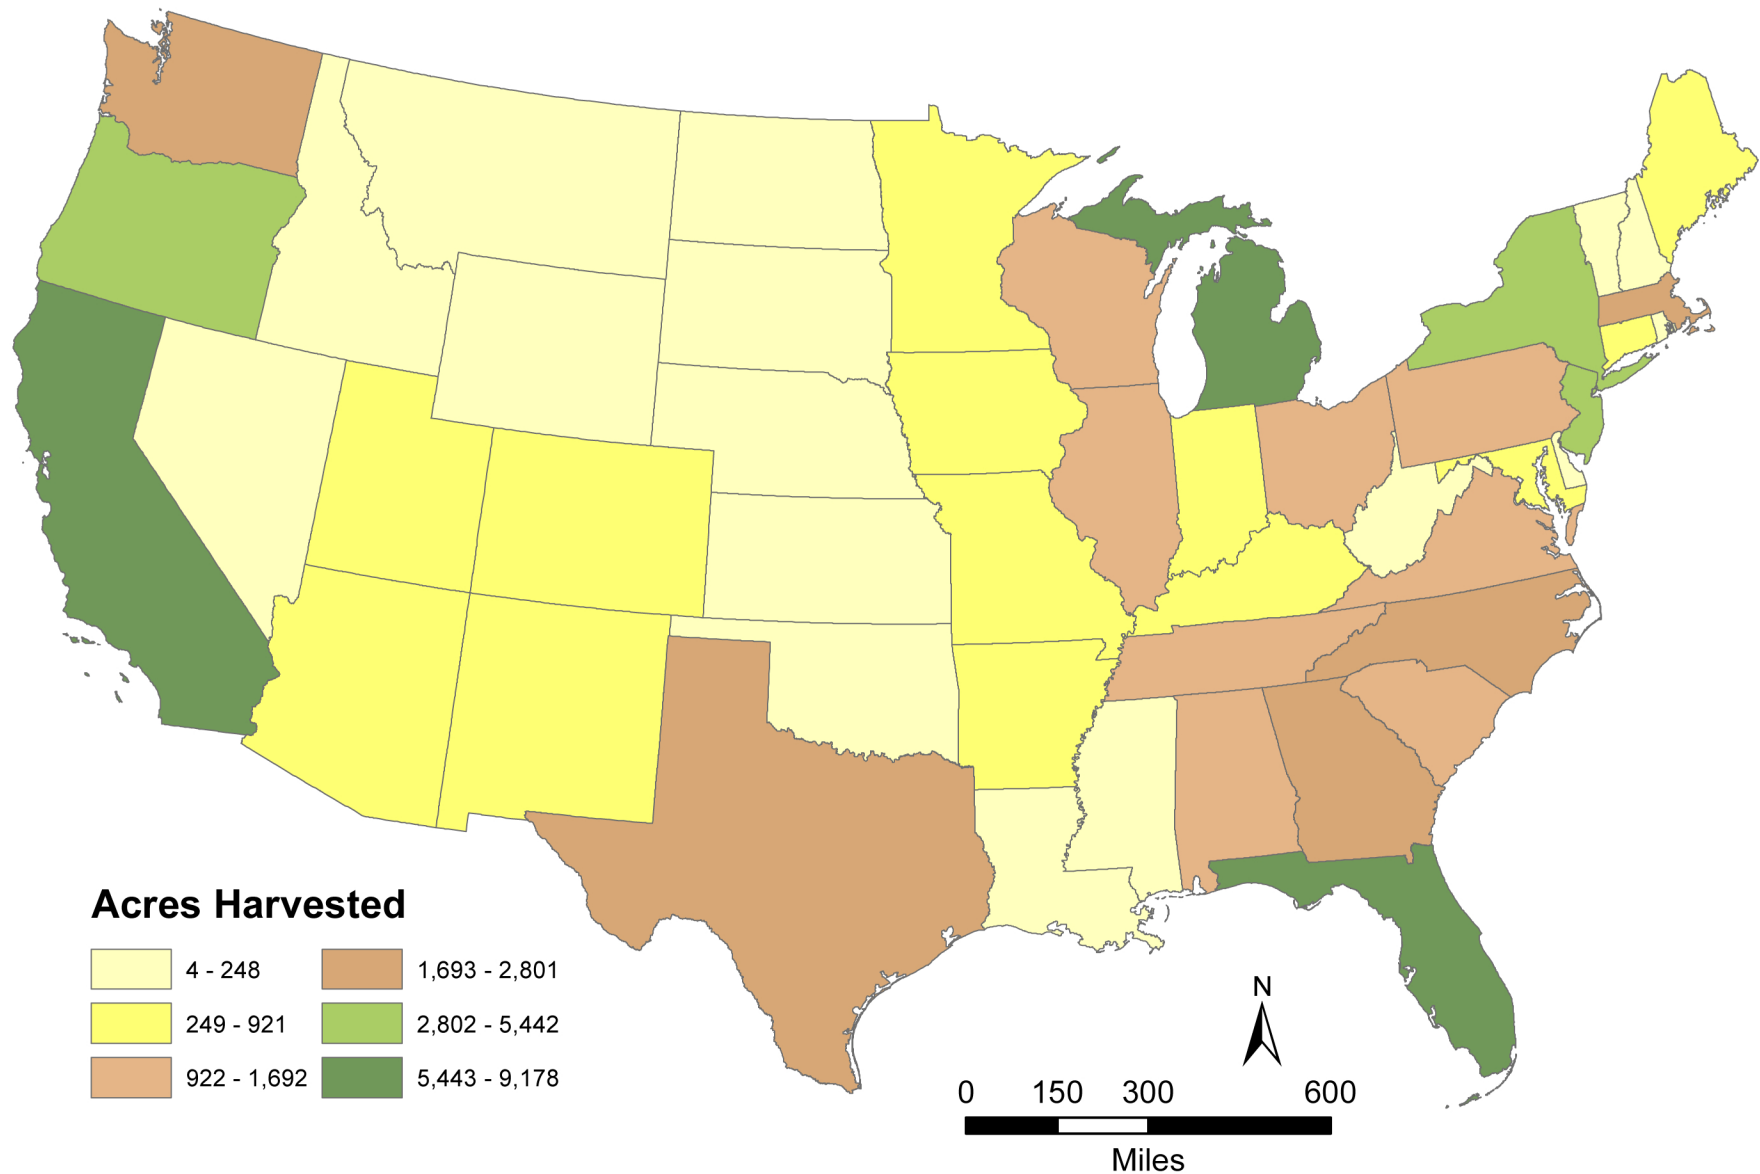 Acres Harvested
4 - 248
1,693 - 2,801
249 - 921
2,802 - 5,442
922 - 1,692
5,443 - 9,178
N
0 150 300 600
Miles